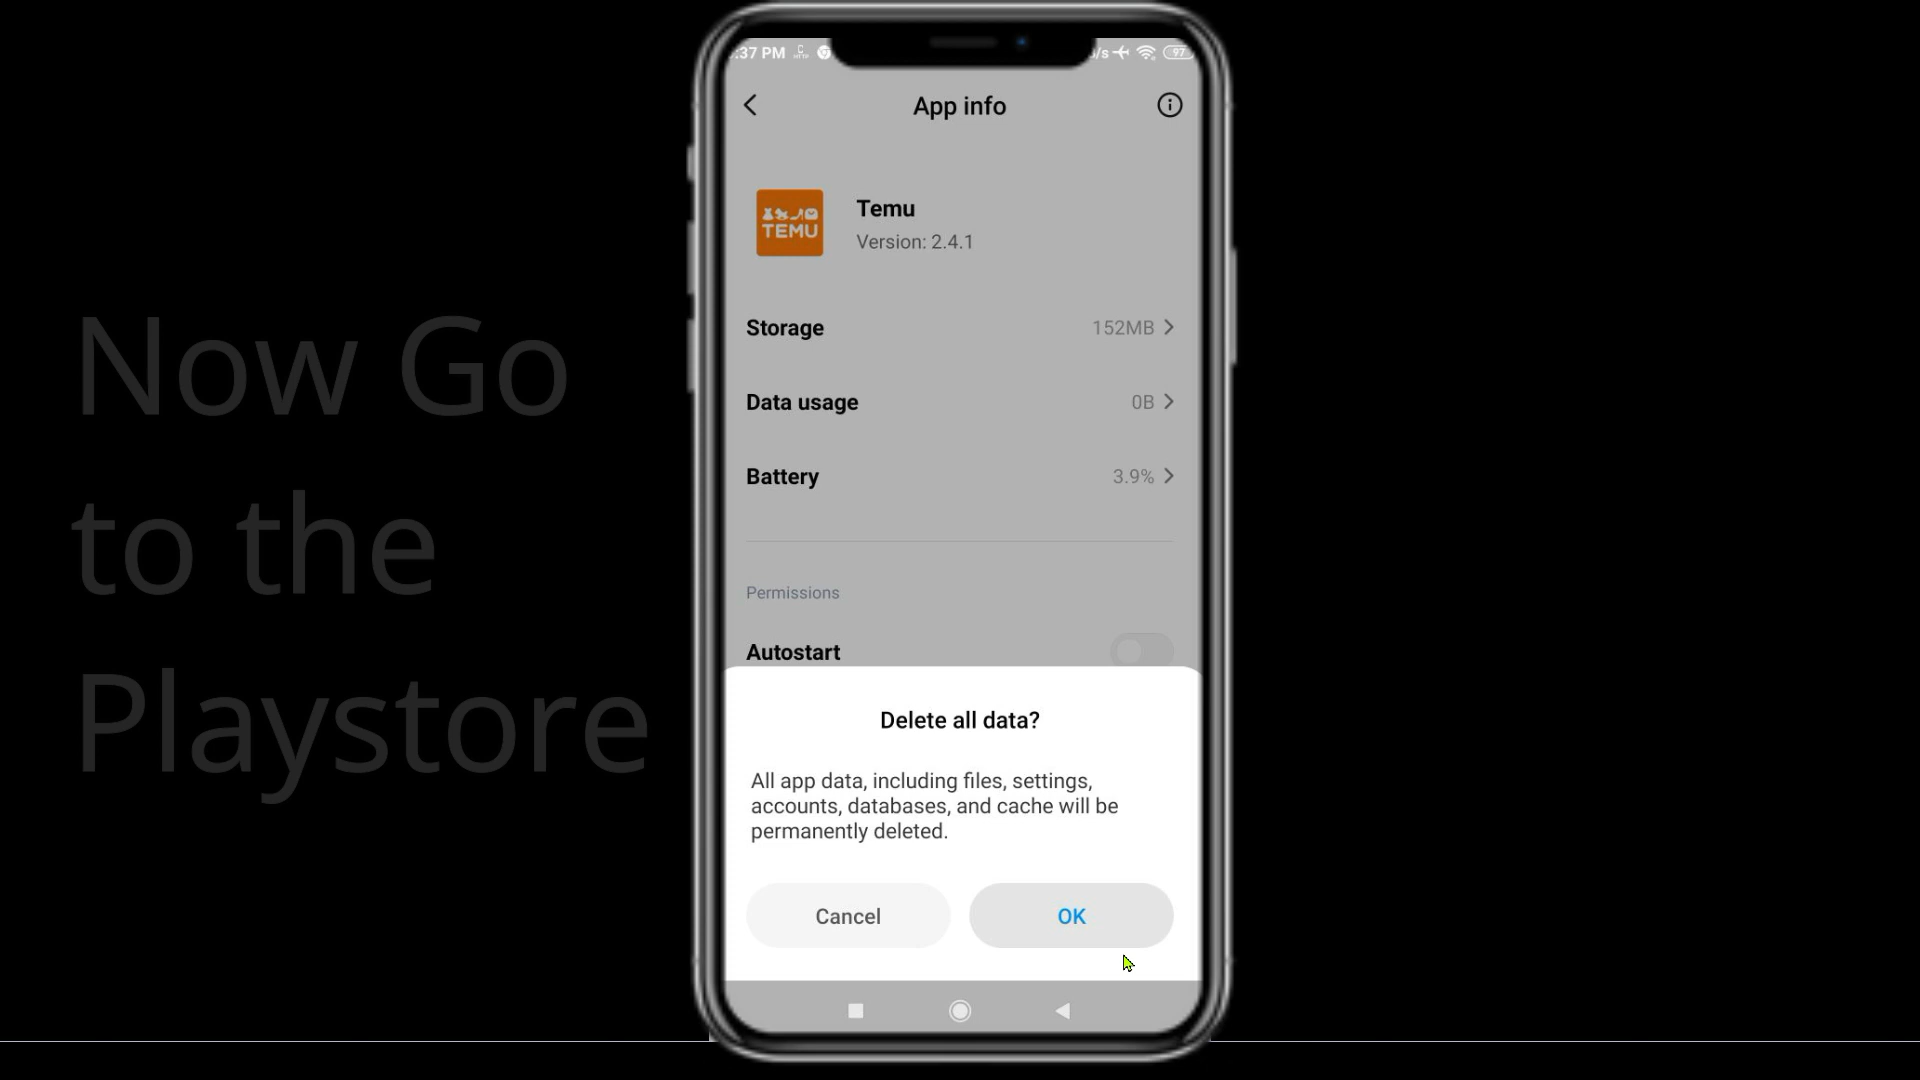 Now Go
to the
Playstore
:37 PM
/s
97
App info
TEMU
Temu
Version: 2.4.1
Storage
152MB
Data usage
0B
Battery
3.9%
Permissions
Autostart
Delete all data?
All app data, including files, settings,
accounts, databases, and cache will be
permanently deleted.
Cancel
OK